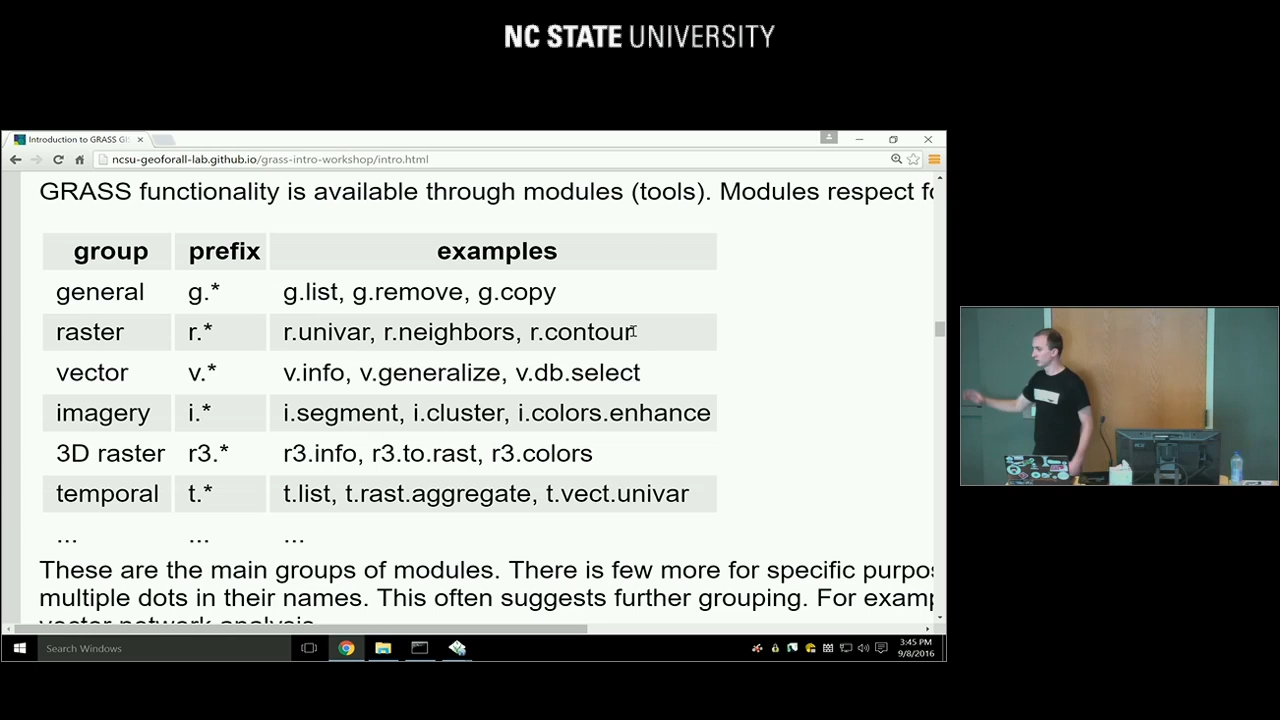 NC STATE UNIVERSITY
Introduction to GRASS GI
ncsu-geoforall-lab.github.io/grass-intro-workshop/intro.html
GRASS functionality is available through modules (tools). Modules respect fo
group prefix examples
general g.* g.list, g.remove, g.copy
raster r.* r.univar, r.neighbors, r.contour
vector v.* v.info, v.generalize, v.db.select
imagery i.* i.segment, i.cluster, i.colors.enhance
3D raster r3.* r3.info, r3.to.rast, r3.colors
temporal t.* t.list, t.rast.aggregate, t.vect.univar
... ... ...
These are the main groups of modules. There is few more for specific purpos
multiple dots in their names. This often suggests further grouping. For examp
vector network analysis.
Search Windows
3:45 PM
9/8/2016